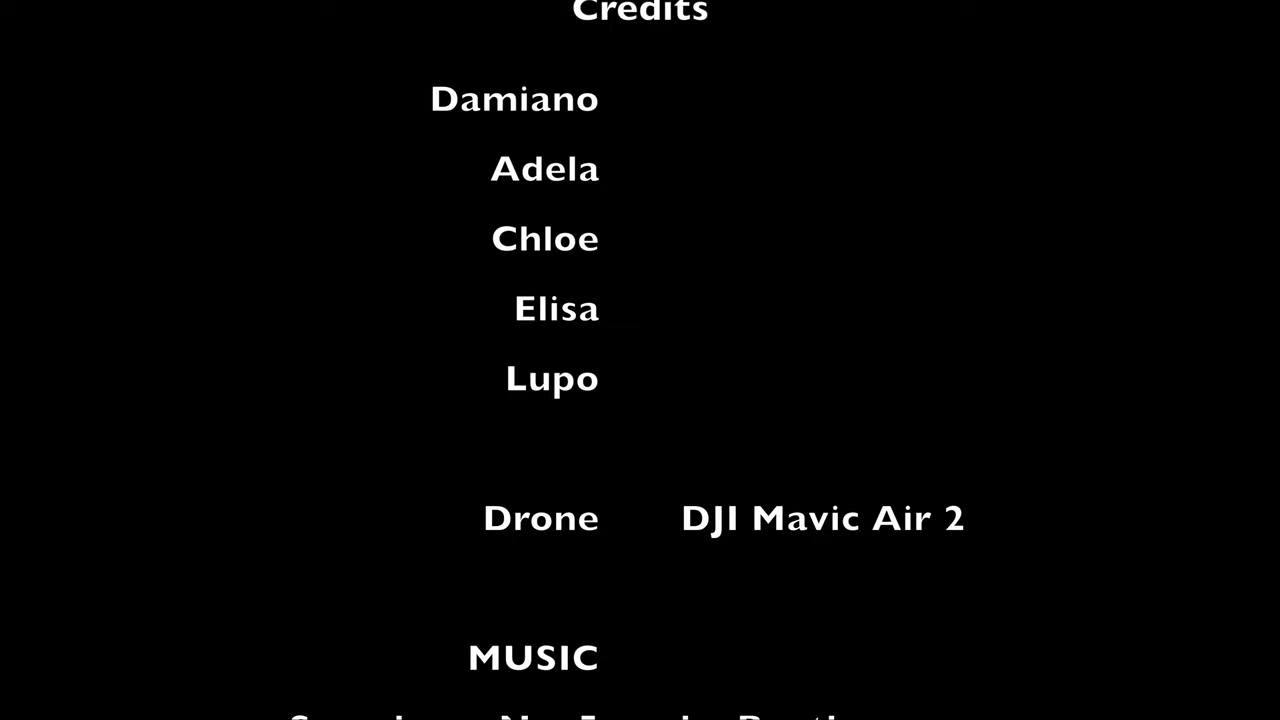 Credits
Damiano
Adela
Chloe
Elisa
Lupo
Drone DJI Mavic Air 2
MUSIC